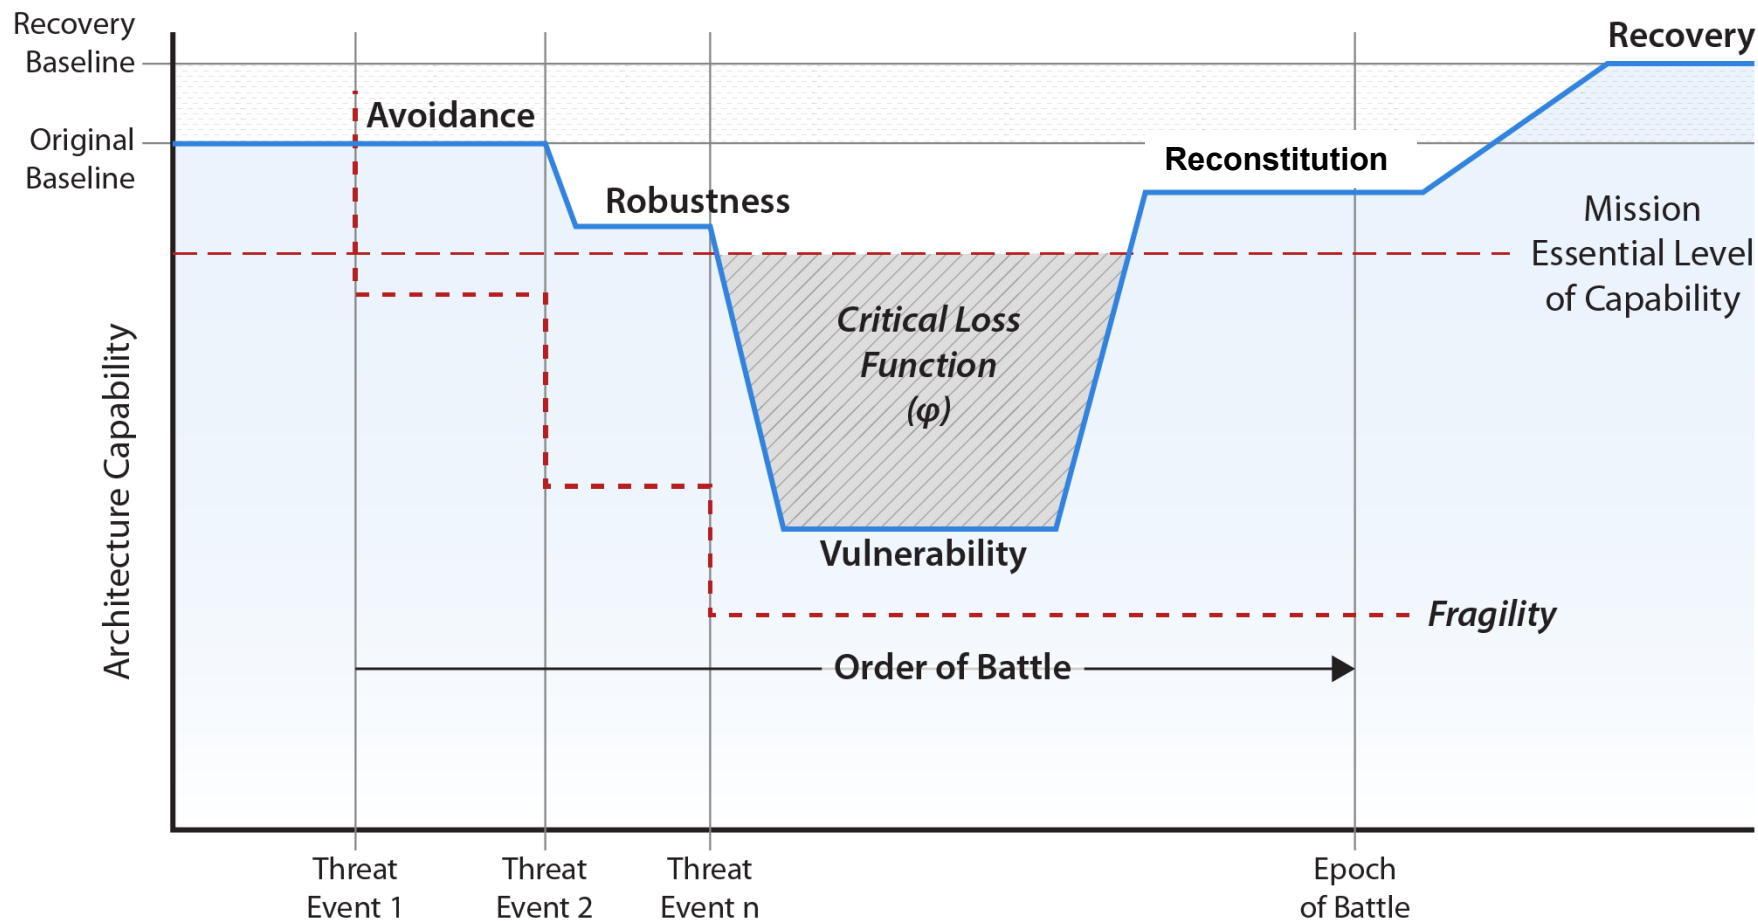 Recovery
Baseline
Recovery
Avoidance
Original
Baseline
Reconstitution
Robustness
Mission
Essential Level
of Capability
Critical Loss
Function
(φ)
Architecture Capability
Vulnerability
Fragility
Order of Battle
Threat
Event 1
Threat
Event 2
Threat
Event n
Epoch
of Battle